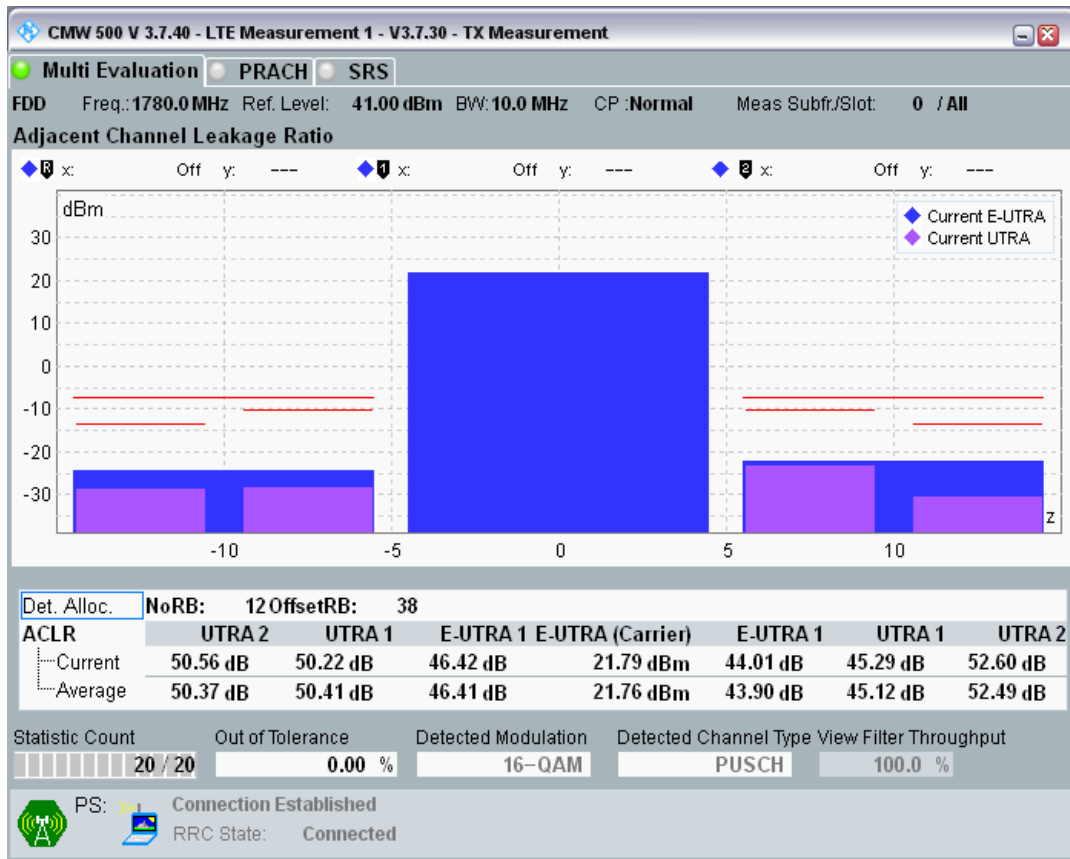 CMW 500 V 3.7.40 - LTE Measurement 1 - V3.7.30 - TX Measurement
Multi Evaluation PRACH SRS
FDD Freq.: 1780.0 MHz Ref. Level: 41.00 dBm BW: 10.0 MHz CP :Normal Meas Subfr./Slot: 0 / All
Adjacent Channel Leakage Ratio
R x: Off y: --- 1 x: Off y: --- 2 x: Off y: ---
dBm
Current E-UTRA
Current UTRA
30
20
10
0
-10
-20
-30
z
-10 -5 0 5 10
Det. Alloc. NoRB: 12 OffsetRB: 38
ACLR UTRA 2 UTRA 1 E-UTRA 1 E-UTRA (Carrier) E-UTRA 1 UTRA 1 UTRA 2
Current 50.56 dB 50.22 dB 46.42 dB 21.79 dBm 44.01 dB 45.29 dB 52.60 dB
Average 50.37 dB 50.41 dB 46.41 dB 21.76 dBm 43.90 dB 45.12 dB 52.49 dB
Statistic Count Out of Tolerance Detected Modulation Detected Channel Type View Filter Throughput
20 / 20 0.00 % 16-QAM PUSCH 100.0 %
PS: Connection Established
RRC State: Connected